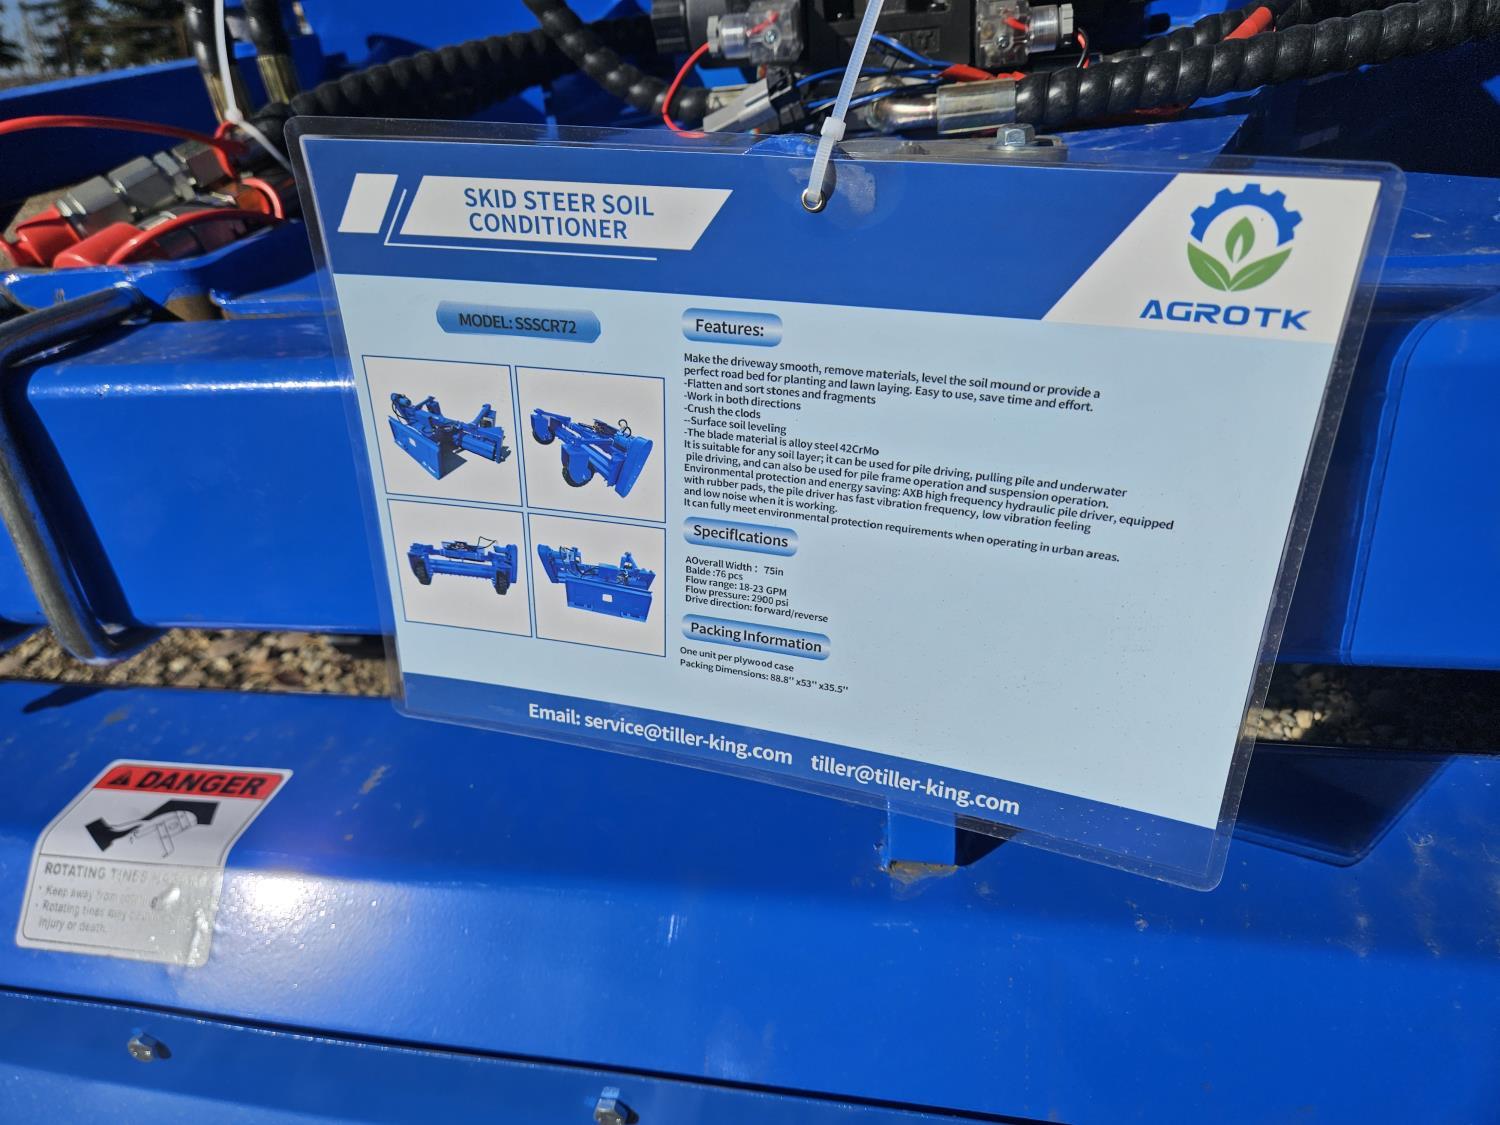 SKID STEER SOIL
CONDITIONER
AGROTK
MODEL: SSSCR72
Features:
Make the driveway smooth, remove materials, level the soil mound or provide a
perfect road bed for planting and lawn laying. Easy to use, save time and effort.
-Flatten and sort stones and fragments
-Work in both directions
-Crush the clods
--Surface soil leveling
-The blade material is alloy steel 42CrMo
It is suitable for any soil layer; it can be used for pile driving, pulling pile and underwater
pile driving, and can also be used for pile frame operation and suspension operation.
Environmental protection and energy saving: AXB high frequency hydraulic pile driver, equipped
with rubber pads, the pile driver has fast vibration frequency, low vibration feeling
and low noise when it is working.
It can fully meet environmental protection requirements when operating in urban areas.
Speciflcations
AOverall Width : 75in
Balde :76 pcs
Flow range: 18-23 GPM
Flow pressure: 2900 psi
Drive direction: forward/reverse
Packing Information
One unit per plywood case
Packing Dimensions: 88.8" x53" x35.5"
Email: service@tiller-king.com tiller@tiller-king.com
DANGER
ROTATING TINES
• Keep away from
• Rotating tines may
injury or death.